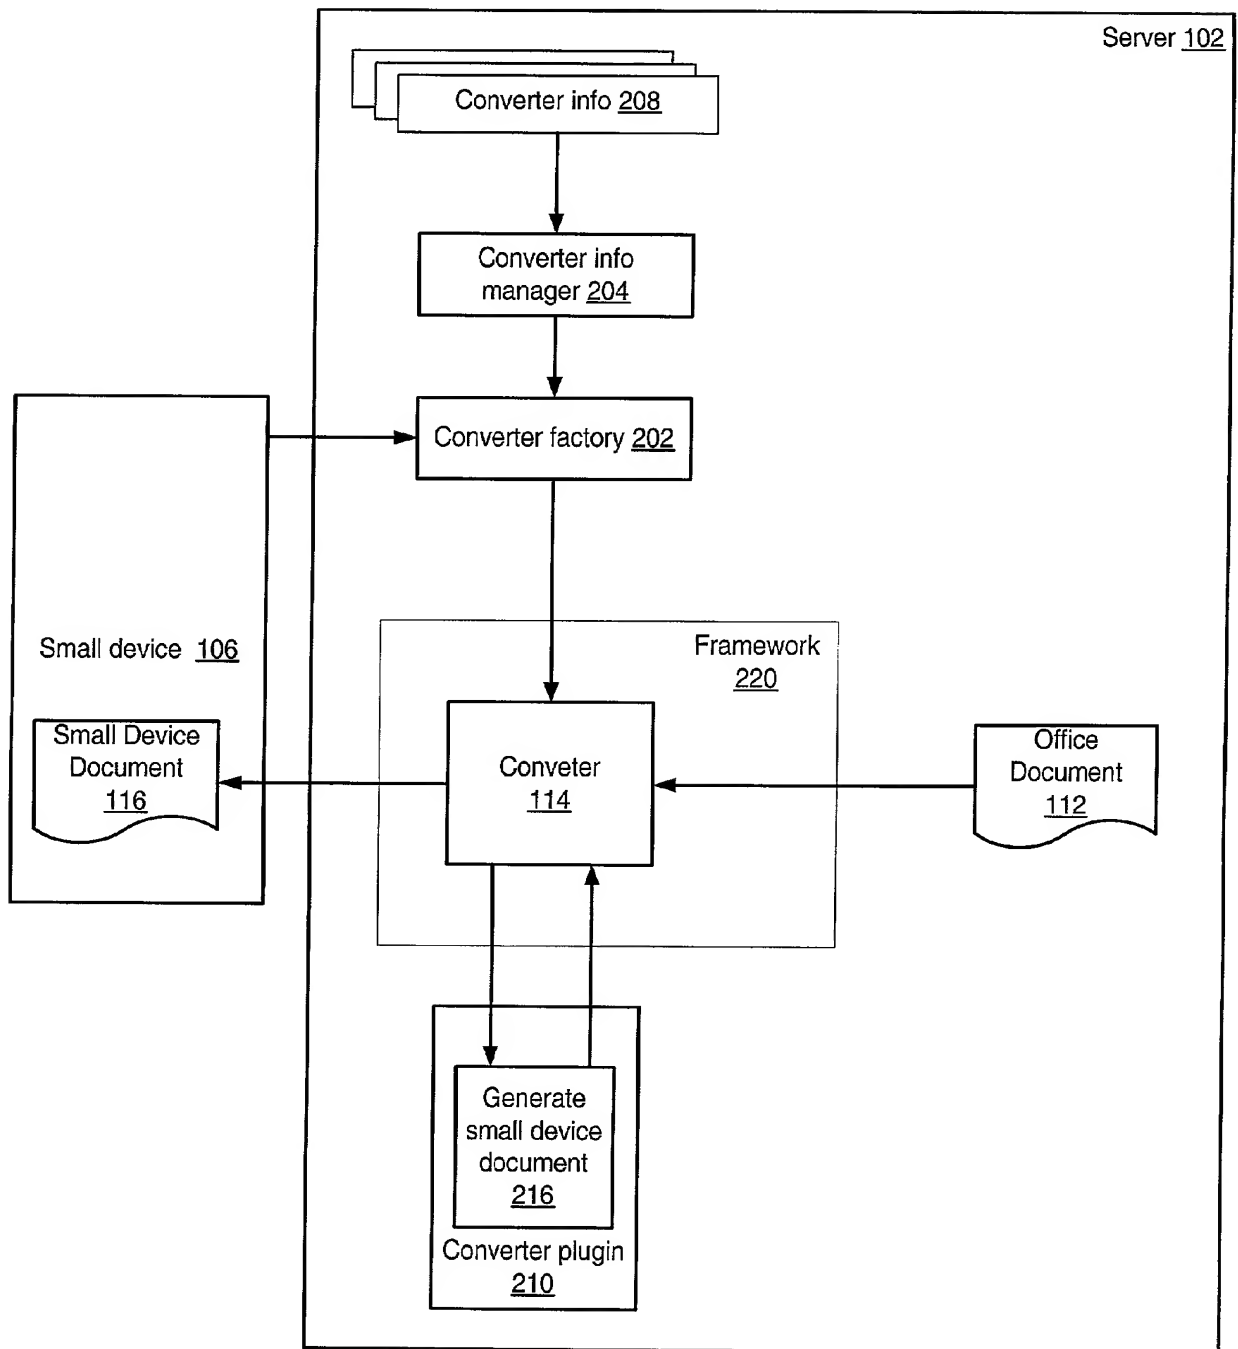 Server 102
Converter info 208
Converter info
manager 204
Converter factory 202
Small device 106
Framework
220
Small Device
Document
116
Conveter
114
Office
Document
112
Generate
small device
document
216
Converter plugin
210